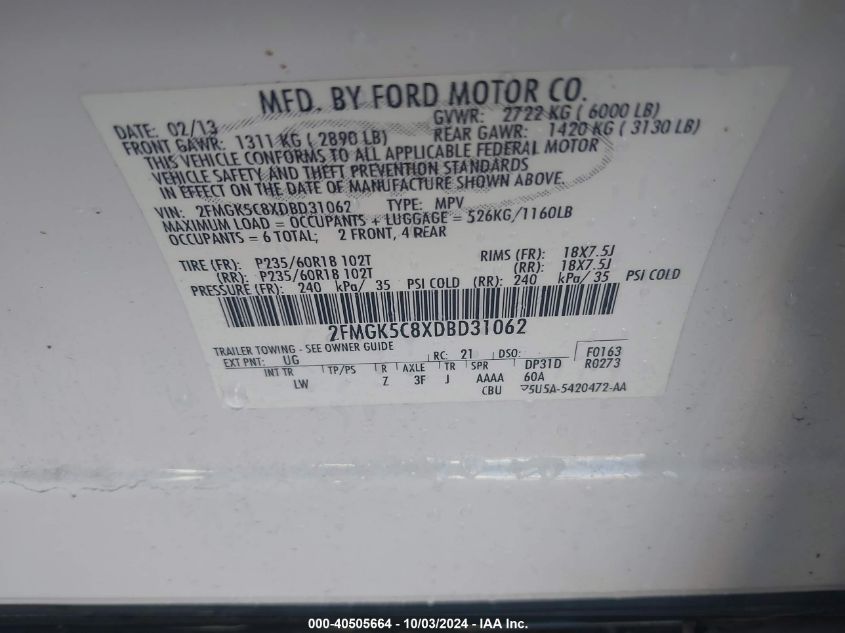 MFD. BY FORD MOTOR CO.
DATE: 02/13 GVWR: 2722 KG ( 6000 LB)
FRONT GAWR: 1311 KG ( 2890 LB) REAR GAWR: 1420 KG ( 3130 LB)
THIS VEHICLE CONFORMS TO ALL APPLICABLE FEDERAL MOTOR
VEHICLE SAFETY AND THEFT PREVENTION STANDARDS
IN EFFECT ON THE DATE OF MANUFACTURE SHOWN ABOVE.
VIN: 2FMGK5C8XDBD31062 TYPE: MPV
MAXIMUM LOAD = OCCUPANTS + LUGGAGE = 526KG/1160LB
OCCUPANTS = 6 TOTAL; 2 FRONT, 4 REAR
TIRE (FR): P235/60R18 102T RIMS (FR): 18X7.5J
(RR): P235/60R18 102T (RR): 18X7.5J
PRESSURE (FR): 240 kPa/ 35 PSI COLD (RR): 240 kPa/ 35 PSI COLD
2FMGK5C8XDBD31062
TRAILER TOWING - SEE OWNER GUIDE
EXT PNT: UG RC: 21 DSO: F0163
INT TR TP/PS R AXLE TR SPR DP31D R0273
LW Z 3F J AAAA 60A
CBU 5U5A-5420472-AA
000-40505664 - 10/03/2024 - IAA Inc.